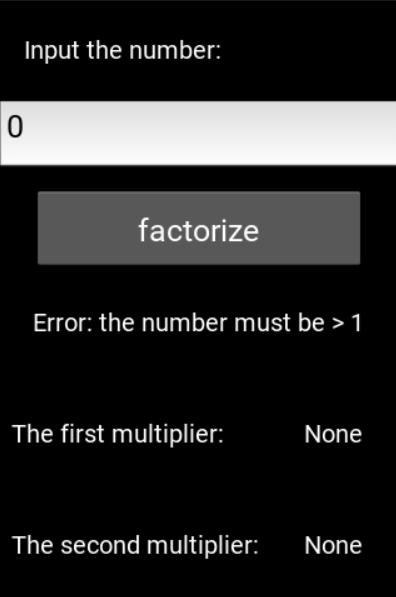 Input the number:
0
factorize
Error: the number must be > 1
The first multiplier: None
The second multiplier: None